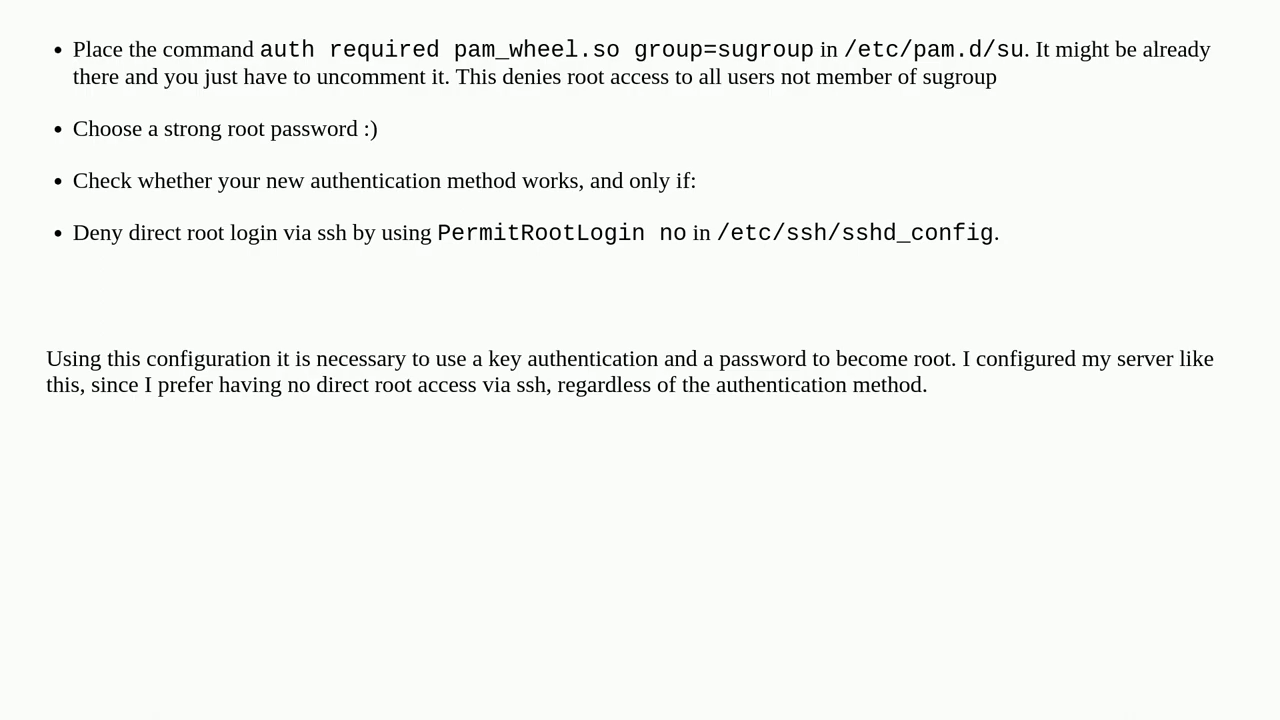 • Place the command auth required pam_wheel.so group=sugroup in /etc/pam.d/su. It might be already
there and you just have to uncomment it. This denies root access to all users not member of sugroup
• Choose a strong root password :)
• Check whether your new authentication method works, and only if:
• Deny direct root login via ssh by using PermitRootLogin no in /etc/ssh/sshd_config.
Using this configuration it is necessary to use a key authentication and a password to become root. I configured my server like
this, since I prefer having no direct root access via ssh, regardless of the authentication method.